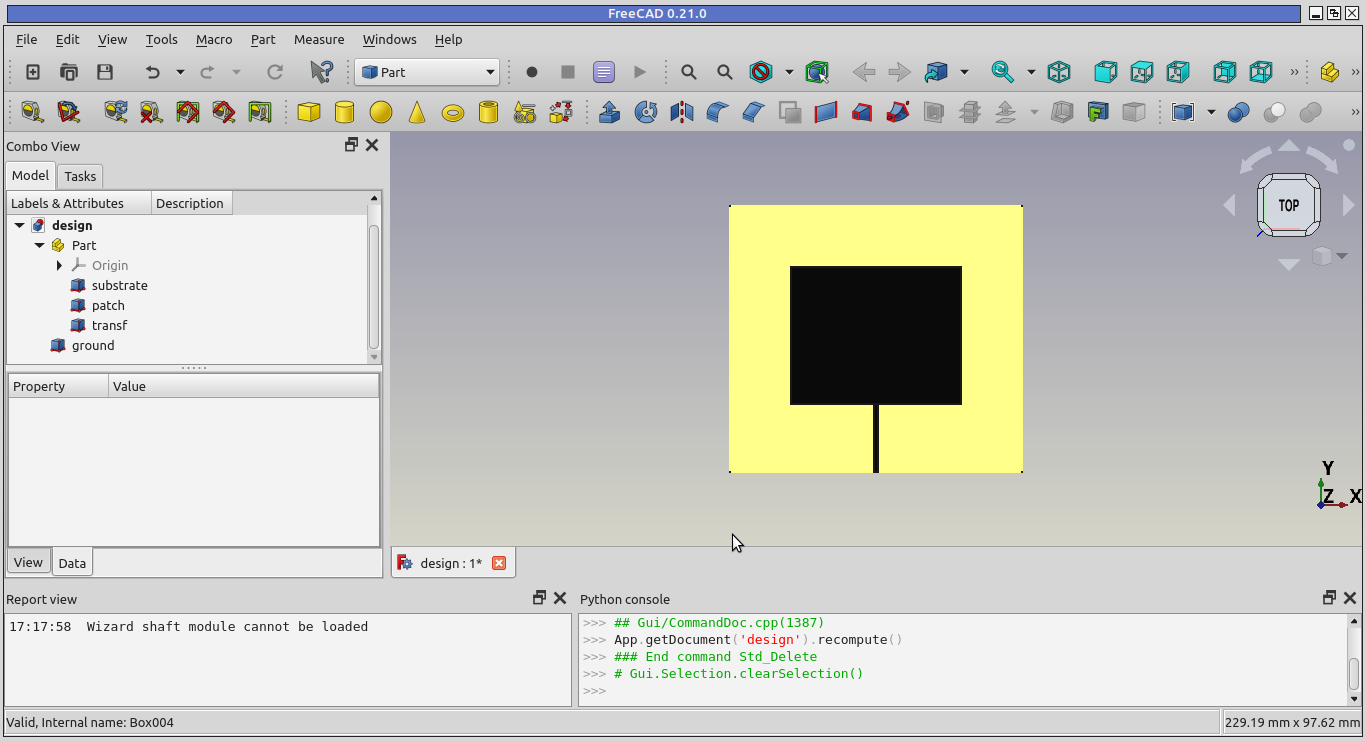 FreeCAD 0.21.0
File Edit View Tools Macro Part Measure Windows Help
Part
Combo View
Model Tasks
Labels & Attributes Description
design
Part
Origin
substrate
patch
transf
ground
Property Value
View Data
TOP
Y
Z X
design : 1*
Report view
17:17:58 Wizard shaft module cannot be loaded
Python console
>>> ## Gui/CommandDoc.cpp(1387)
>>> App.getDocument('design').recompute()
>>> ### End command Std_Delete
>>> # Gui.Selection.clearSelection()
>>>
Valid, Internal name: Box004
229.19 mm x 97.62 mm